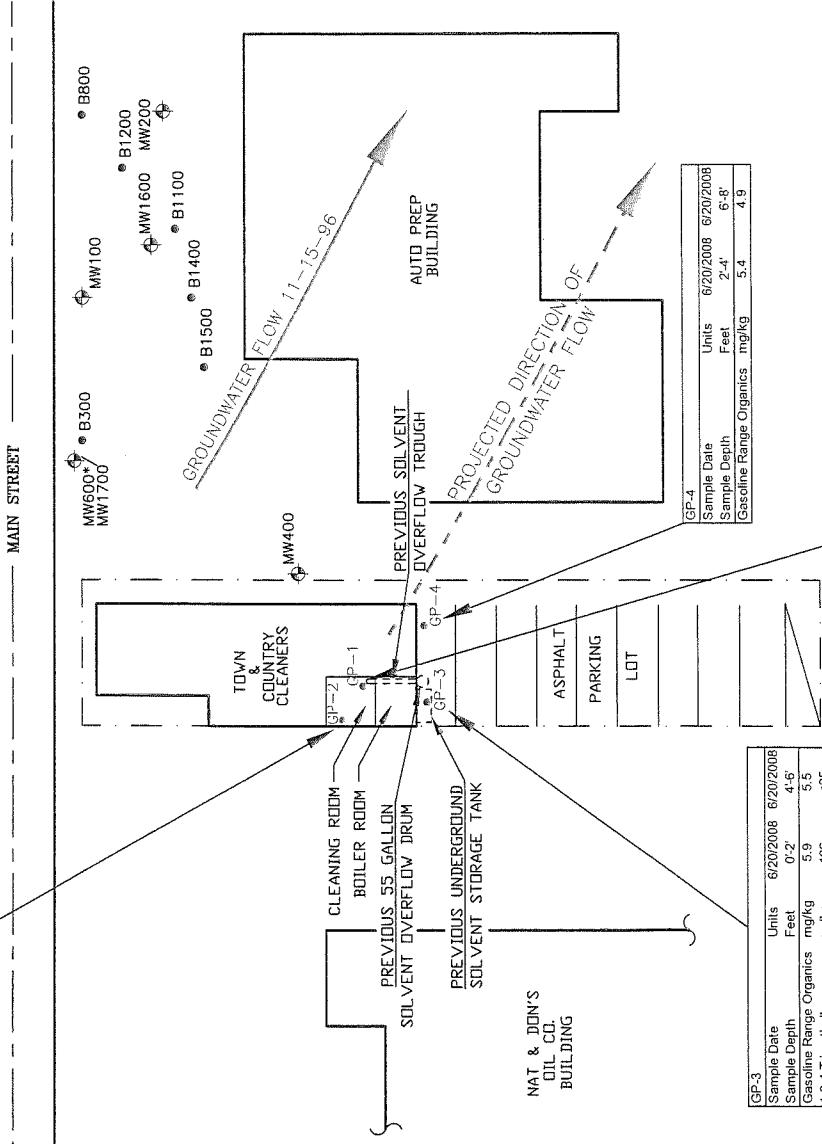 MAIN STREET
B800
B1200
MW200
MW1600
B1100
MW100
B1400
B1500
B300
MW600*
MW1700
GROUNDWATER FLOW 11-15-96
AUTO PREP
BUILDING
MW400
PREVIOUS SOLVENT
OVERFLOW TROUGH
PROJECTED DIRECTION OF
GROUNDWATER FLOW
TOWN
&
COUNTRY
CLEANERS
GP-1
GP-2
GP-3
GP-4
ASPHALT
PARKING
LOT
CLEANING ROOM
BOILER ROOM
PREVIOUS 55 GALLON
SOLVENT OVERFLOW DRUM
PREVIOUS UNDERGROUND
SOLVENT STORAGE TANK
NAT & DON'S
OIL CO.
BUILDING
GP-4
Sample Date Units 6/20/2008 6/20/2008
Sample Depth Feet 2'-4' 6'-8'
Gasoline Range Organics mg/kg 5.4 4.9
GP-3
Sample Date Units 6/20/2008 6/20/2008
Sample Depth Feet 0'-2' 4'-6'
Gasoline Range Organics mg/kg 5.9 5.5